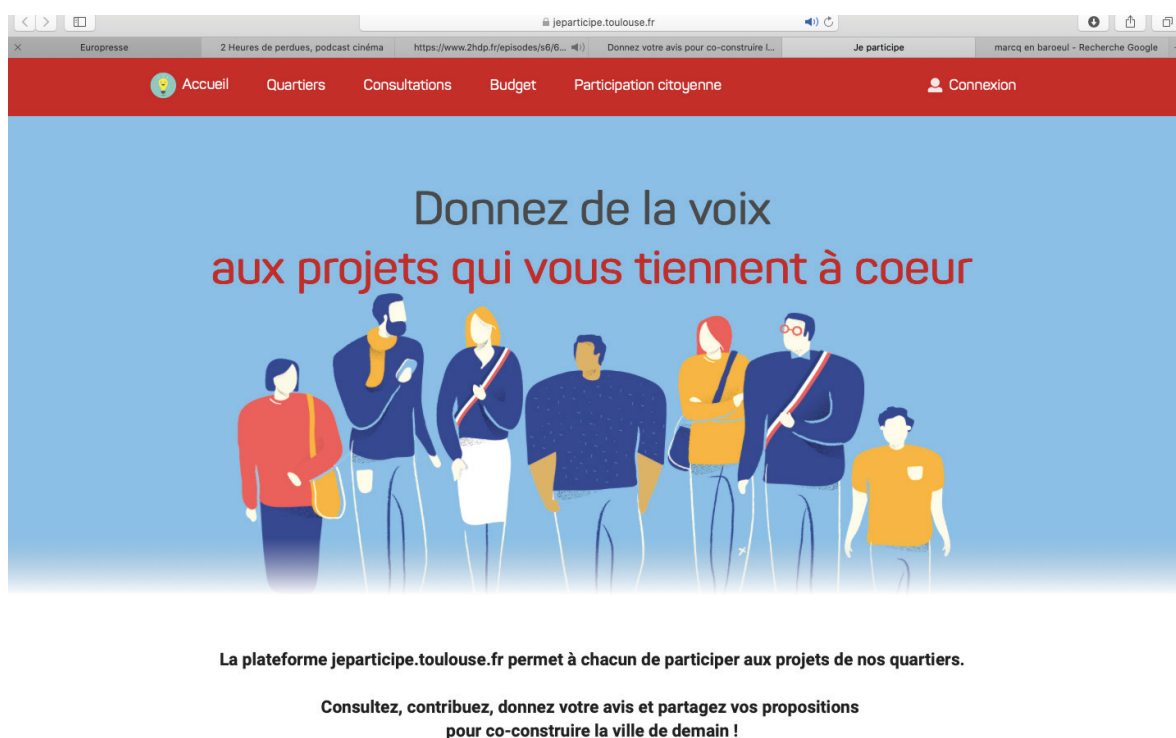 jeparticipe.toulouse.fr
Europresse
2 Heures de perdues, podcast cinéma
https://www.2hdp.fr/episodes/s6/6...
Donnez votre avis pour co-construire l...
Je participe
marcq en baroeul - Recherche Google
Accueil
Quartiers
Consultations
Budget
Participation citoyenne
Connexion
Donnez de la voix
aux projets qui vous tiennent à coeur
La plateforme jeparticipe.toulouse.fr permet à chacun de participer aux projets de nos quartiers.
Consultez, contribuez, donnez votre avis et partagez vos propositions
pour co-construire la ville de demain !